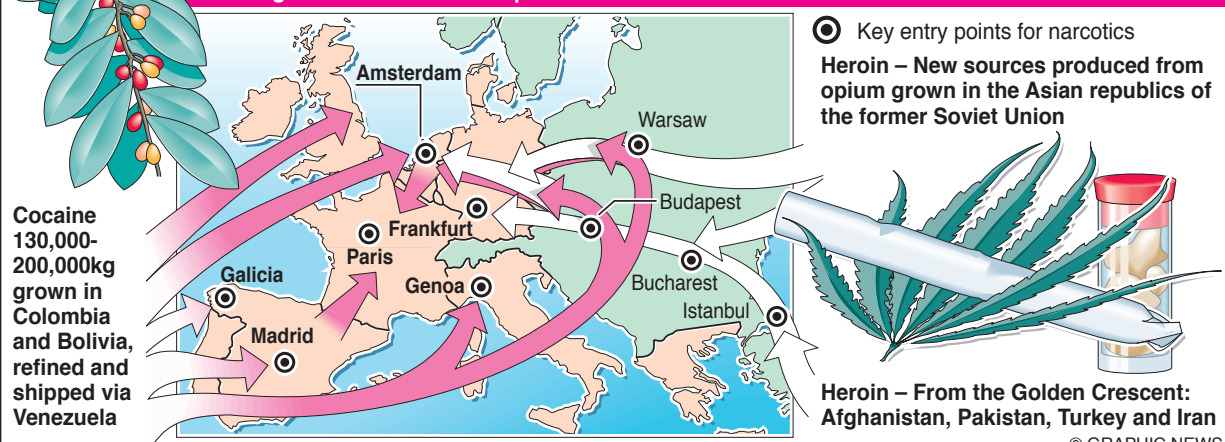 Key entry points for narcotics
Heroin – New sources produced from
opium grown in the Asian republics of
the former Soviet Union
Amsterdam
Warsaw
Budapest
Frankfurt
Paris
Galicia
Genoa
Bucharest
Istanbul
Madrid
Cocaine
130,000-
200,000kg
grown in
Colombia
and Bolivia,
refined and
shipped via
Venezuela
Heroin – From the Golden Crescent:
Afghanistan, Pakistan, Turkey and Iran
© GRAPHIC NEWS